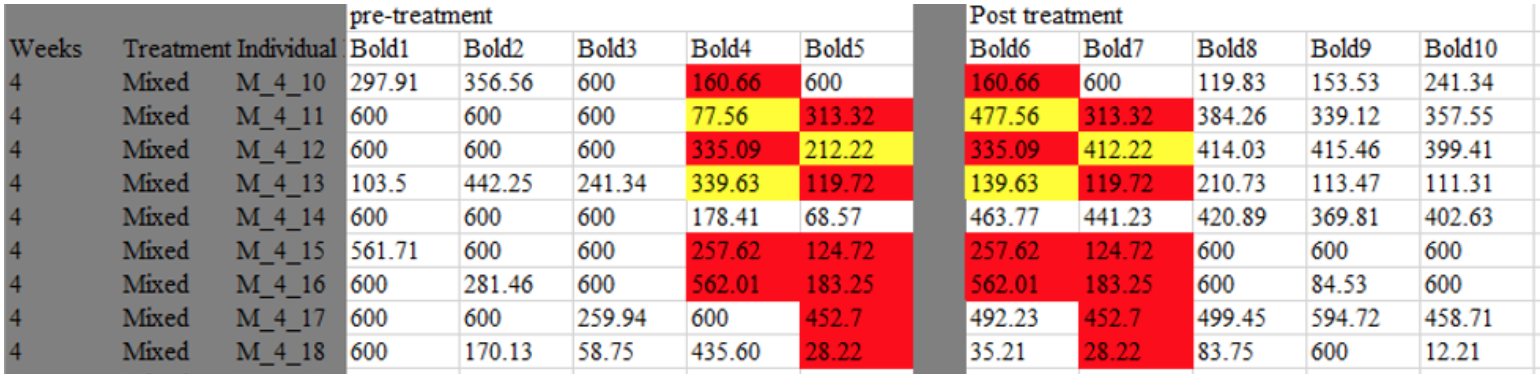 pre-treatment Post treatment
Weeks Treatment Individual Bold1 Bold2 Bold3 Bold4 Bold5 Bold6 Bold7 Bold8 Bold9 Bold10
4 Mixed M_4_10 297.91 356.56 600 160.66 600 160.66 600 119.83 153.53 241.34
4 Mixed M_4_11 600 600 600 77.56 313.32 477.56 313.32 384.26 339.12 357.55
4 Mixed M_4_12 600 600 600 335.09 212.22 335.09 412.22 414.03 415.46 399.41
4 Mixed M_4_13 103.5 442.25 241.34 339.63 119.72 139.63 119.72 210.73 113.47 111.31
4 Mixed M_4_14 600 600 600 178.41 68.57 463.77 441.23 420.89 369.81 402.63
4 Mixed M_4_15 561.71 600 600 257.62 124.72 257.62 124.72 600 600 600
4 Mixed M_4_16 600 281.46 600 562.01 183.25 562.01 183.25 600 84.53 600
4 Mixed M_4_17 600 600 259.94 600 452.7 492.23 452.7 499.45 594.72 458.71
4 Mixed M_4_18 600 170.13 58.75 435.60 28.22 35.21 28.22 83.75 600 12.21